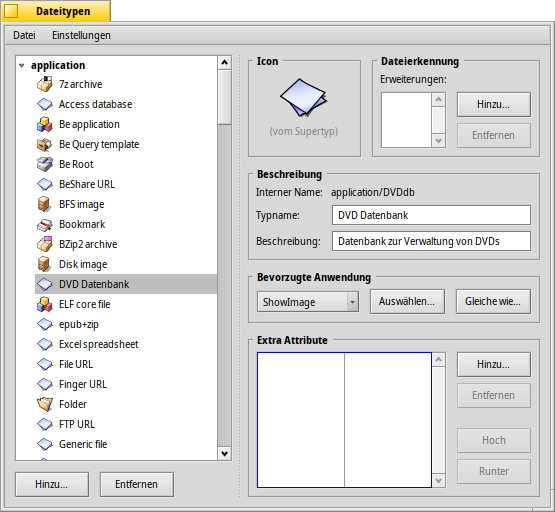 Dateitypen
Datei Einstellungen
application
7z archive
Access database
Be application
Be Query template
Be Root
BeShare URL
BFS image
Bookmark
BZip2 archive
Disk image
DVD Datenbank
ELF core file
epub+zip
Excel spreadsheet
File URL
Finger URL
Folder
FTP URL
Generic file
Hinzu... Entfernen
Icon
(vom Supertyp)
Dateierkennung
Erweiterungen:
Hinzu...
Entfernen
Beschreibung
Interner Name: application/DVDdb
Typname: DVD Datenbank
Beschreibung: Datenbank zur Verwaltung von DVDs
Bevorzugte Anwendung
ShowImage Auswählen... Gleiche wie...
Extra Attribute
Hinzu...
Entfernen
Hoch
Runter